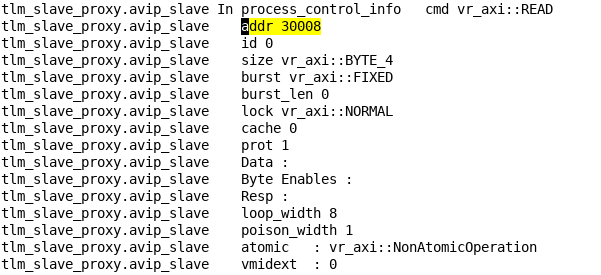 tlm_slave_proxy.avip_slave In process_control_info   cmd vr_axi::READ
tlm_slave_proxy.avip_slave    addr 30008
tlm_slave_proxy.avip_slave    id 0
tlm_slave_proxy.avip_slave    size vr_axi::BYTE_4
tlm_slave_proxy.avip_slave    burst vr_axi::FIXED
tlm_slave_proxy.avip_slave    burst_len 0
tlm_slave_proxy.avip_slave    lock vr_axi::NORMAL
tlm_slave_proxy.avip_slave    cache 0
tlm_slave_proxy.avip_slave    prot 1
tlm_slave_proxy.avip_slave    Data :
tlm_slave_proxy.avip_slave    Byte Enables :
tlm_slave_proxy.avip_slave    Resp :
tlm_slave_proxy.avip_slave    loop_width 8
tlm_slave_proxy.avip_slave    poison_width 1
tlm_slave_proxy.avip_slave    atomic   : vr_axi::NonAtomicOperation
tlm_slave_proxy.avip_slave    vmidext  : 0